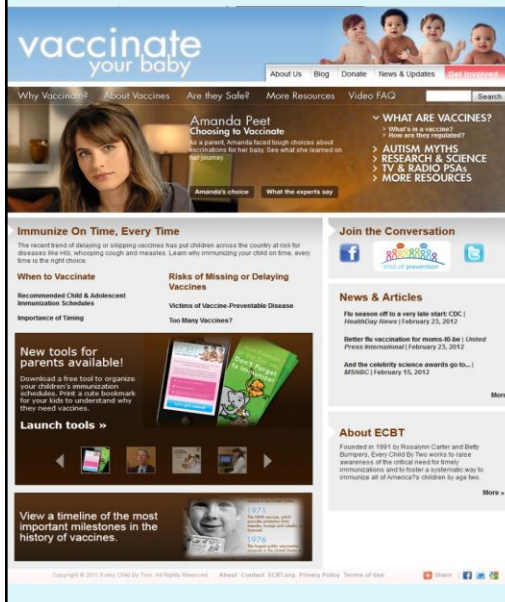 vaccinate
your baby
About Us Blog Donate News & Updates Get Involved
Why Vaccinate? About Vaccines Are they Safe? More Resources Video FAQ Search
Amanda Peet
Choosing to Vaccinate
As a parent, Amanda faced tough choices about
vaccinations for her baby. See what she learned on
her journey.
Amanda's choice What the experts say
WHAT ARE VACCINES?
What's in a vaccine?
How are they regulated?
AUTISM MYTHS
RESEARCH & SCIENCE
TV & RADIO PSAs
MORE RESOURCES
Immunize On Time, Every Time
The recent trend of delaying or skipping vaccines has put children across the country at risk for
diseases like Hib, whooping cough and measles. Learn why immunizing your child on time, every
time is the right choice:
When to Vaccinate
Recommended Child & Adolescent
Immunization Schedules
Importance of Timing
Risks of Missing or Delaying
Vaccines
Victims of Vaccine-Preventable Disease
Too Many Vaccines?
New tools for
parents available!
Download a free tool to organize
your children's immunization
schedules. Print a cute bookmark
for your kids to understand why
they need vaccines.
Launch tools »
Don't Forget
to Immunize!
View a timeline of the most
important milestones in the
history of vaccines.
1971
1976
Join the Conversation
shot of prevention
News & Articles
Flu season off to a very late start: CDC |
HealthDay News | February 23, 2012
Better flu vaccination for moms-t0-be | United
Press International | February 23, 2012
And the celebrity science awards go to... |
MSNBC | February 15, 2012
More
About ECBT
Founded in 1991 by Rosalynn Carter and Betty
Bumpers, Every Child By Two works to raise
awareness of the critical need for timely
immunizations and to foster a systematic way to
immunize all of America?s children by age two.
More »
Copyright © 2011 Every Child By Two. All Rights Reserved. About Contact ECBT.org Privacy Policy Terms of Use
Share